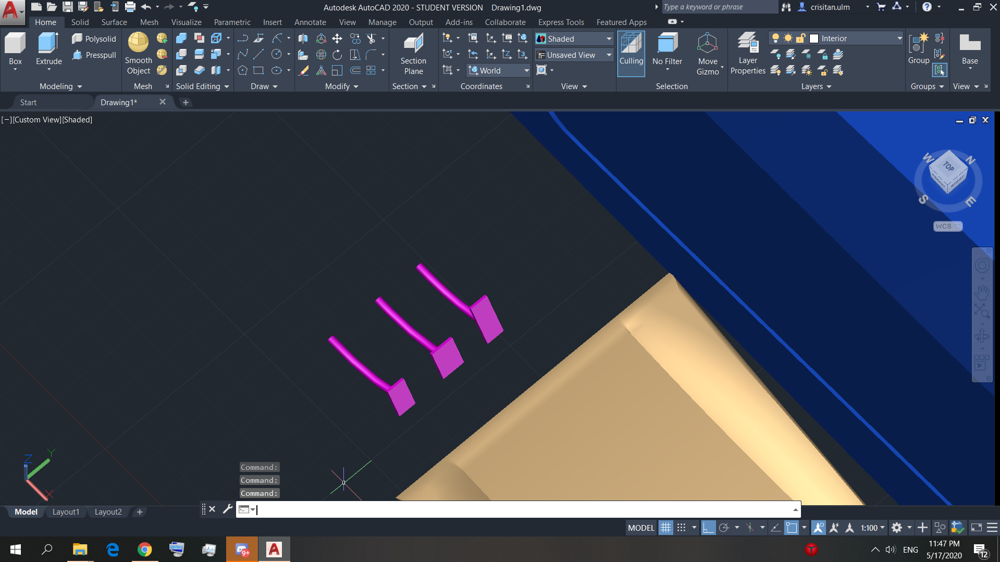 Autodesk AutoCAD 2020 - STUDENT VERSION Drawing1.dwg
Type a keyword or phrase
crisitan.ulm
Home Solid Surface Mesh Visualize Parametric Insert Annotate View Manage Output Add-ins Collaborate Express Tools Featured Apps
Box
Extrude
Polysolid
Presspull
Modeling
Smooth Object
Mesh
Solid Editing
Draw
Modify
Section Plane
Section
World
Coordinates
Shaded
Unsaved View
View
Culling
No Filter
Move Gizmo
Selection
Layer Properties
Interior
Layers
Group
Groups
Base
View
Start
Drawing1*
[−][Custom View][Shaded]
W
N
TOP
S
E
WCS
Z
Y
X
Command:
Command:
Command:
Model Layout1 Layout2
MODEL
1:100
9+
ENG
11:47 PM
5/17/2020
12